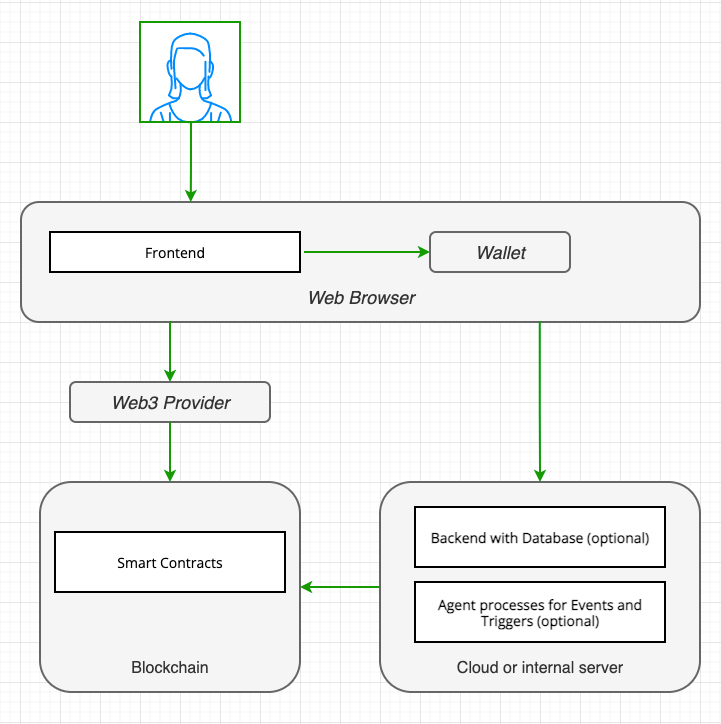 Frontend
Wallet
Web Browser
Web3 Provider
Smart Contracts
Blockchain
Backend with Database (optional)
Agent processes for Events and
Triggers (optional)
Cloud or internal server